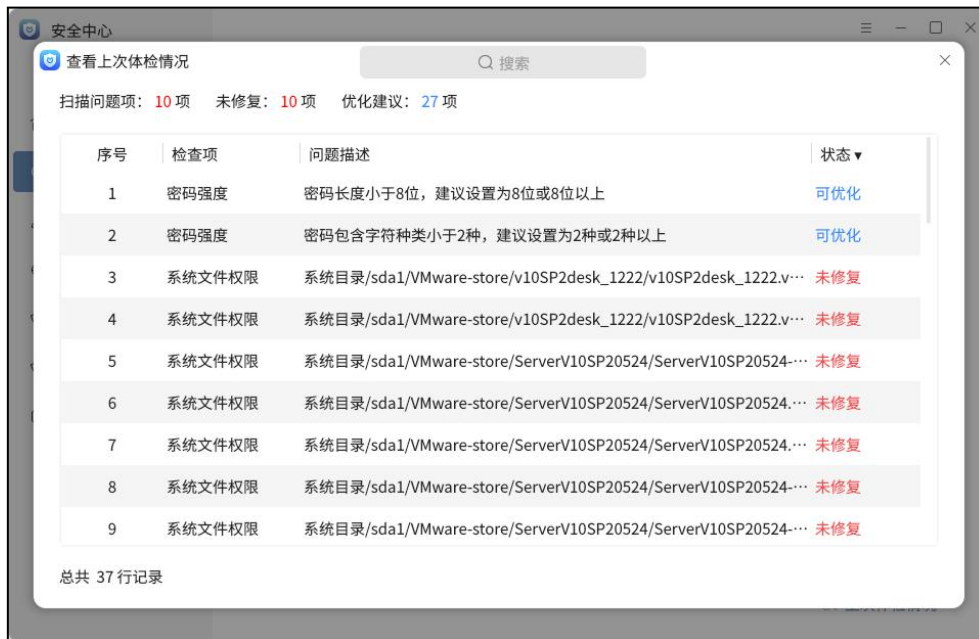 安全中心
查看上次体检情况
搜索
扫描问题项：10 项 未修复：10 项 优化建议：27 项
序号 检查项 问题描述 状态▼
1 密码强度 密码长度小于8位，建议设置为8位或8位以上 可优化
2 密码强度 密码包含字符种类小于2种，建议设置为2种或2种以上 可优化
3 系统文件权限 系统目录/sda1/VMware-store/v10SP2desk_1222/v10SP2desk_1222.v··· 未修复
4 系统文件权限 系统目录/sda1/VMware-store/v10SP2desk_1222/v10SP2desk_1222.v··· 未修复
5 系统文件权限 系统目录/sda1/VMware-store/ServerV10SP20524/ServerV10SP20524-··· 未修复
6 系统文件权限 系统目录/sda1/VMware-store/ServerV10SP20524/ServerV10SP20524.··· 未修复
7 系统文件权限 系统目录/sda1/VMware-store/ServerV10SP20524/ServerV10SP20524.··· 未修复
8 系统文件权限 系统目录/sda1/VMware-store/ServerV10SP20524/ServerV10SP20524-··· 未修复
9 系统文件权限 系统目录/sda1/VMware-store/ServerV10SP20524/ServerV10SP20524-··· 未修复
总共 37 行记录